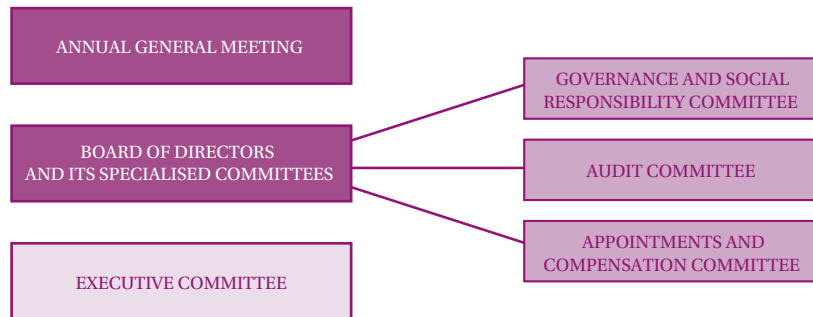 ANNUAL GENERAL MEETING
BOARD OF DIRECTORS
AND ITS SPECIALISED COMMITTEES
EXECUTIVE COMMITTEE
GOVERNANCE AND SOCIAL
RESPONSIBILITY COMMITTEE
AUDIT COMMITTEE
APPOINTMENTS AND
COMPENSATION COMMITTEE